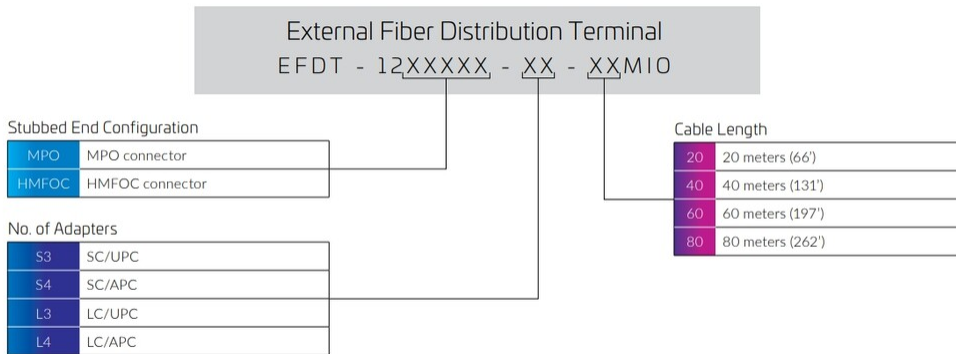 External Fiber Distribution Terminal
EFDT - 12XXXXX - XX - XXMIO
Stubbed End Configuration
MPO MPO connector
HMFOC HMFOC connector
No. of Adapters
S3 SC/UPC
S4 SC/APC
L3 LC/UPC
L4 LC/APC
Cable Length
20 20 meters (66')
40 40 meters (131')
60 60 meters (197')
80 80 meters (262')